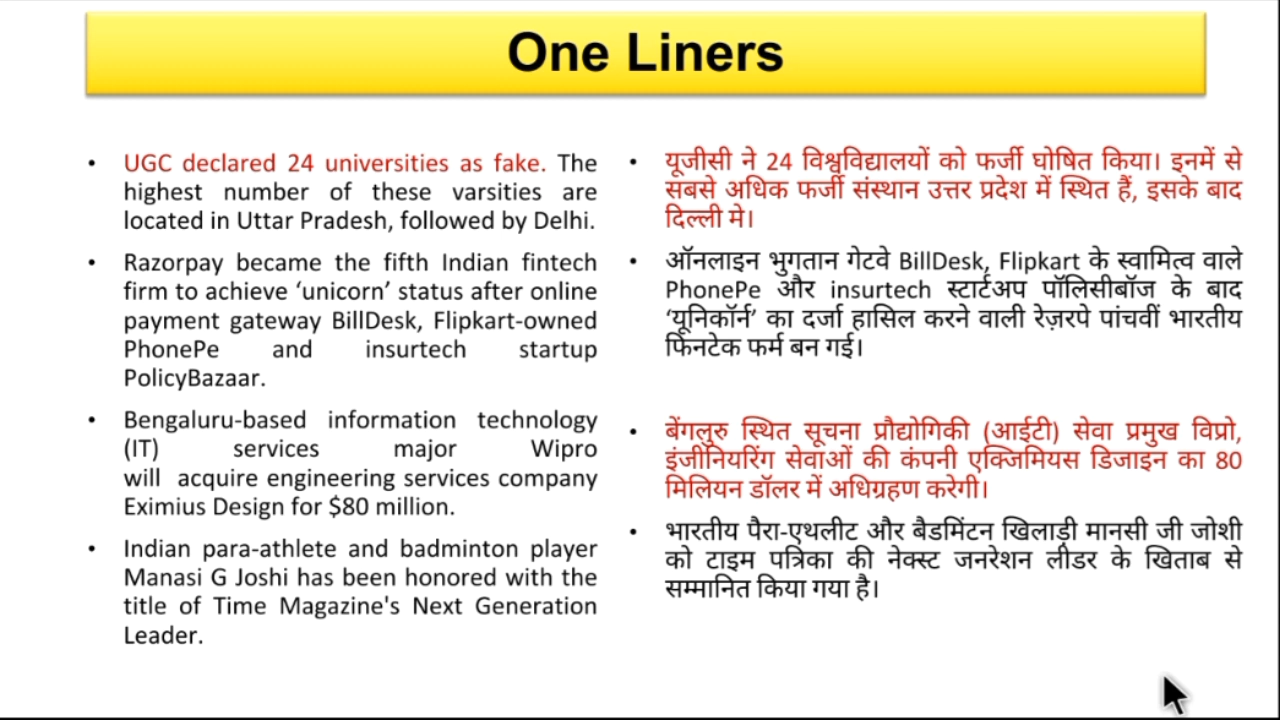 One Liners
• UGC declared 24 universities as fake. The
highest number of these varsities are
located in Uttar Pradesh, followed by Delhi.
• Razorpay became the fifth Indian fintech
firm to achieve ‘unicorn’ status after online
payment gateway BillDesk, Flipkart-owned
PhonePe and insurtech startup
PolicyBazaar.
• Bengaluru-based information technology
(IT) services major Wipro
will acquire engineering services company
Eximius Design for $80 million.
• Indian para-athlete and badminton player
Manasi G Joshi has been honored with the
title of Time Magazine's Next Generation
Leader.
• यूजीसी ने 24 विश्वविद्यालयों को फर्जी घोषित किया। इनमें से
सबसे अधिक फर्जी संस्थान उत्तर प्रदेश में स्थित हैं, इसके बाद
दिल्ली मे।
• ऑनलाइन भुगतान गेटवे BillDesk, Flipkart के स्वामित्व वाले
PhonePe और insurtech स्टार्टअप पॉलिसीबॉज के बाद
‘यूनिकॉर्न’ का दर्जा हासिल करने वाली रेज़रपे पांचवीं भारतीय
फिनटेक फर्म बन गई।
• बेंगलुरु स्थित सूचना प्रौद्योगिकी (आईटी) सेवा प्रमुख विप्रो,
इंजीनियरिंग सेवाओं की कंपनी एक्जिमियस डिजाइन का 80
मिलियन डॉलर में अधिग्रहण करेगी।
• भारतीय पैरा-एथलीट और बैडमिंटन खिलाड़ी मानसी जी जोशी
को टाइम पत्रिका की नेक्स्ट जनरेशन लीडर के खिताब से
सम्मानित किया गया है।